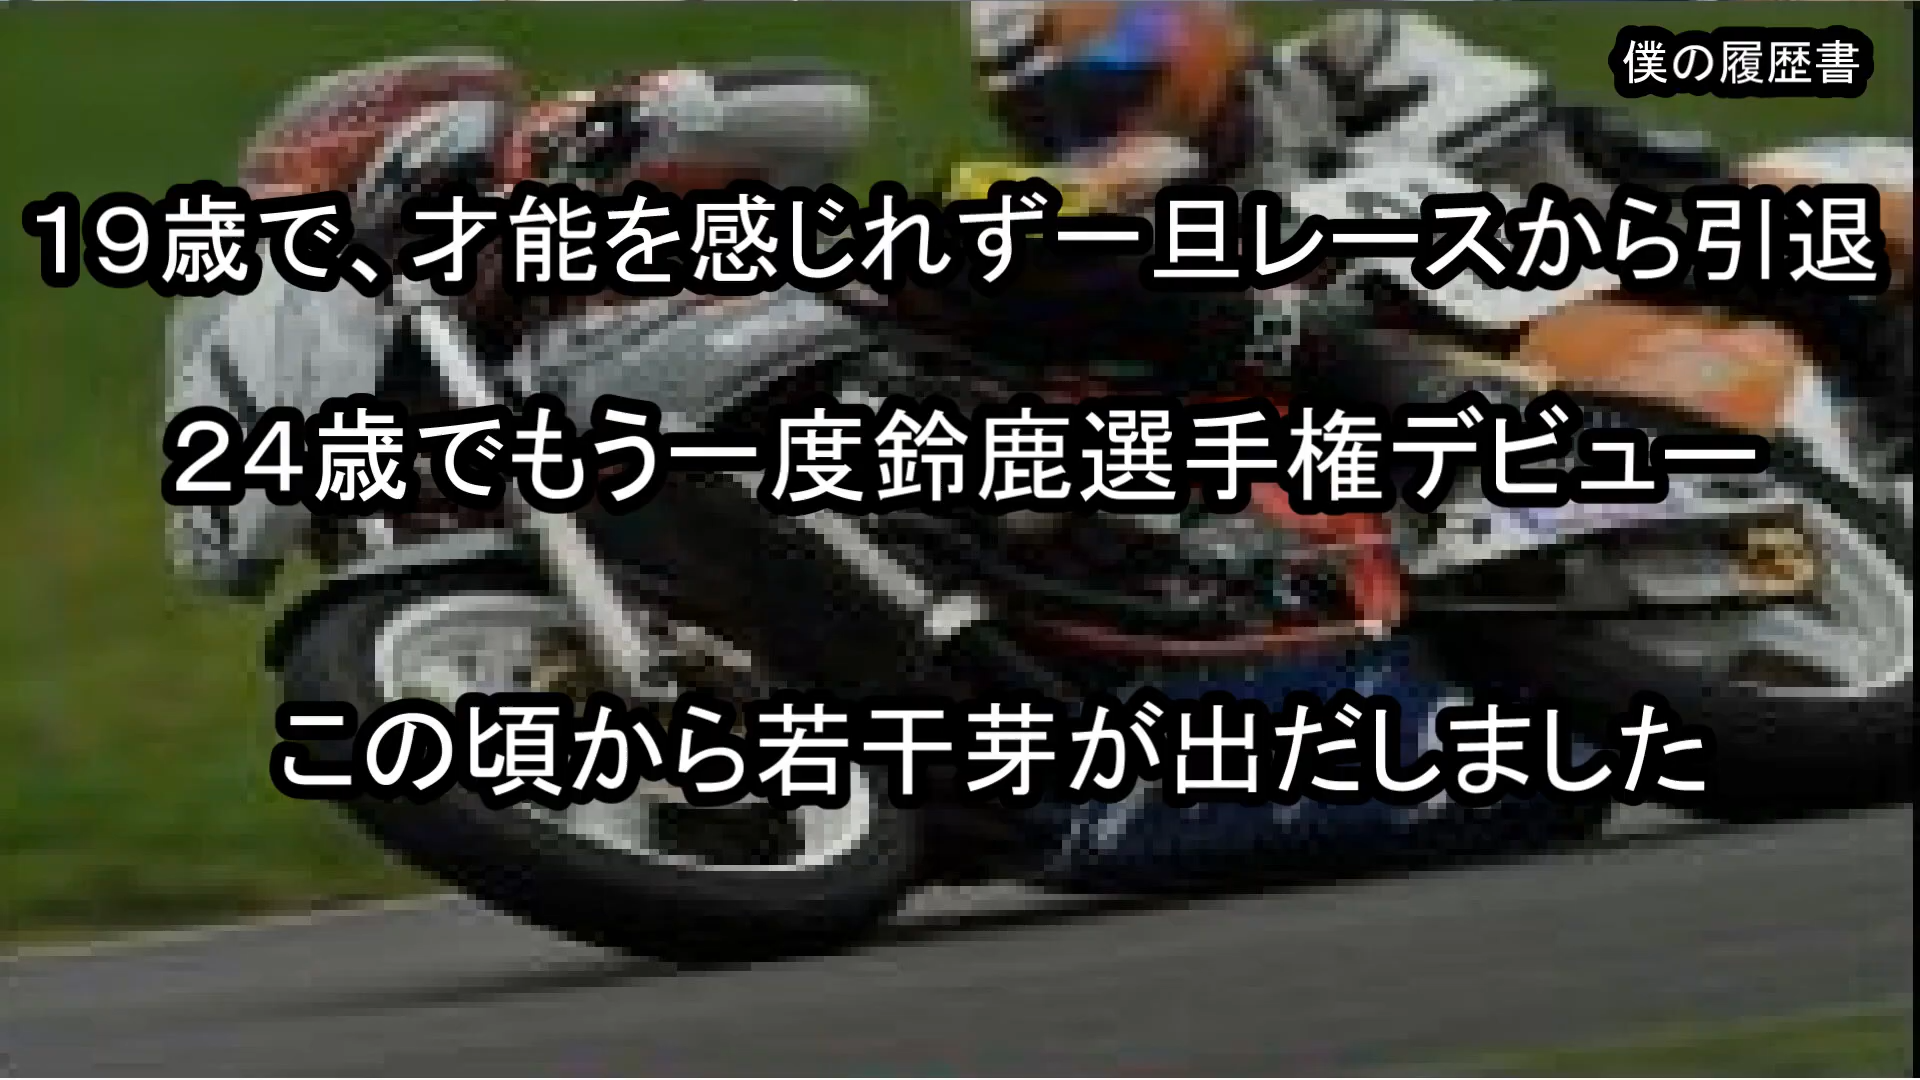 僕の履歴書
１９歳で、才能を感じれず一旦レースから引退
２４歳でもう一度鈴鹿選手権デビュー
この頃から若干芽が出だしました